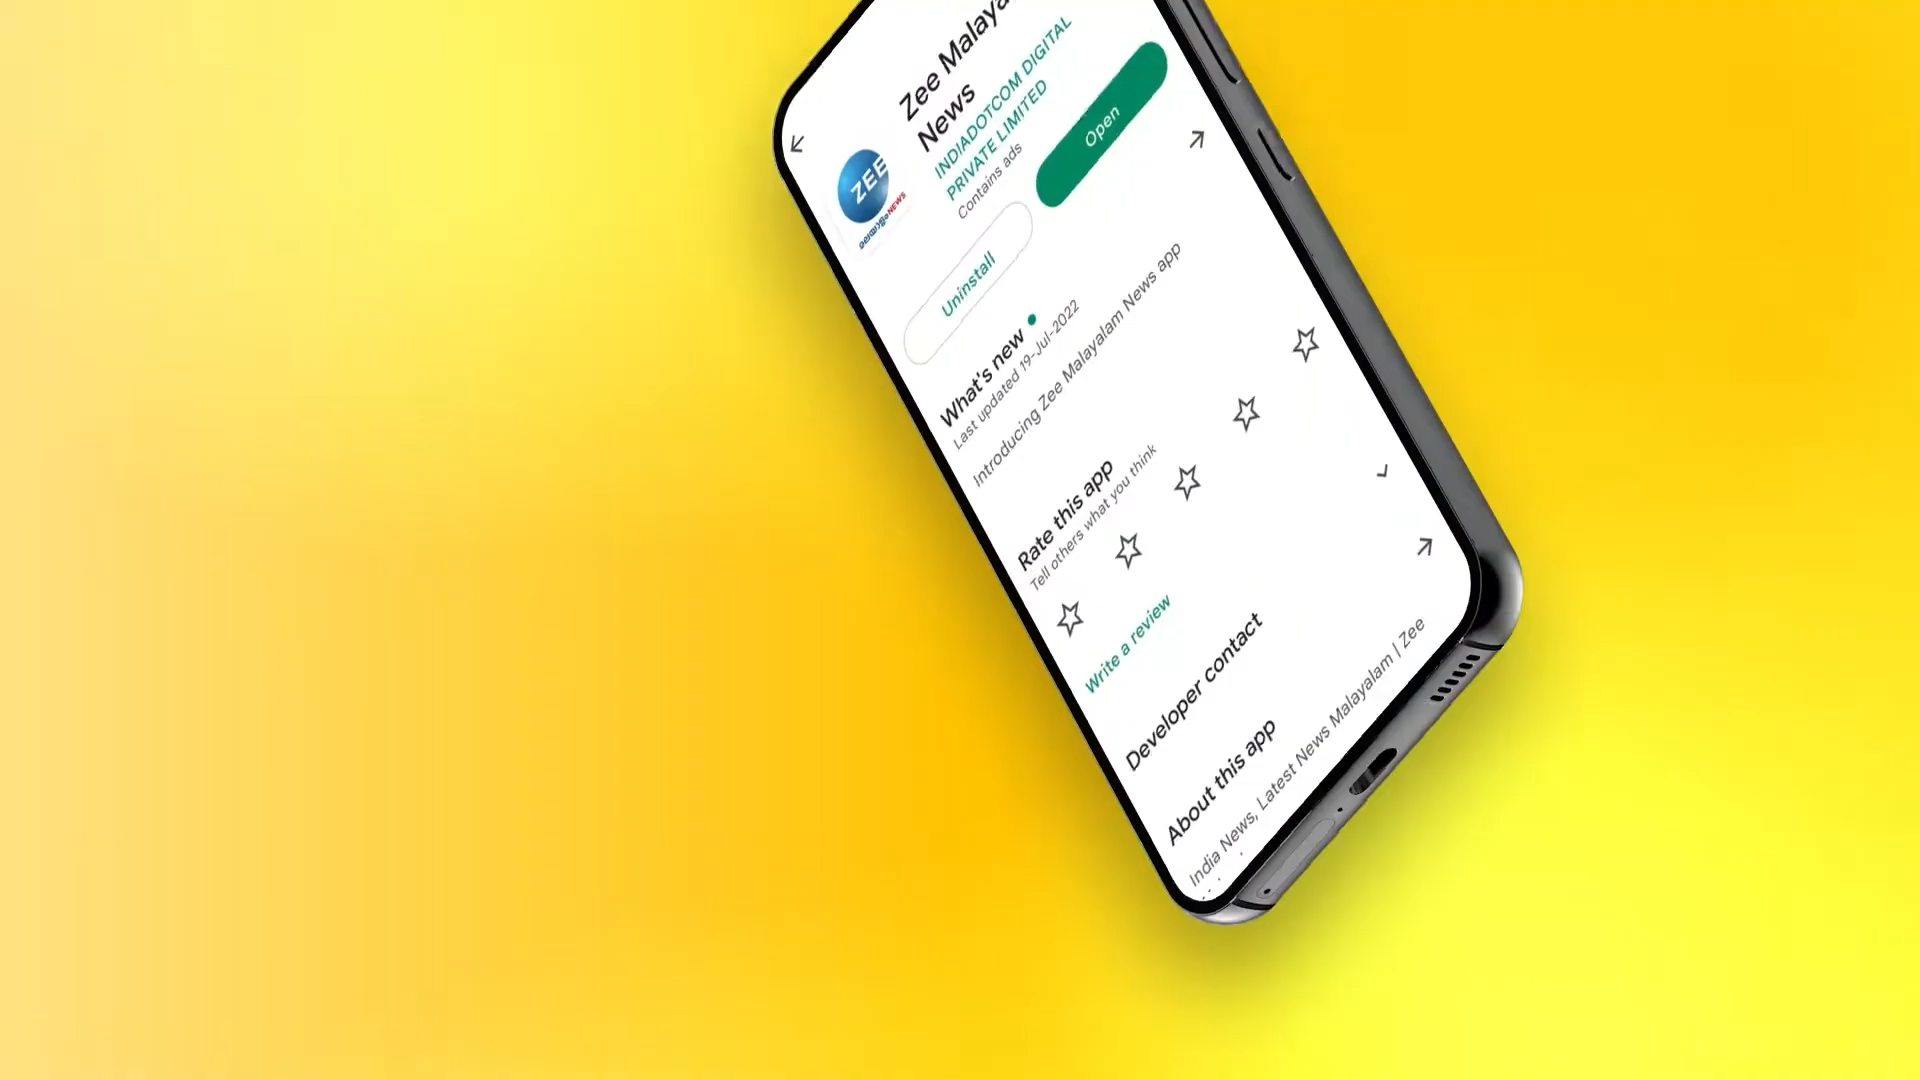 Zee Malaya
News
INDIADOTCOM DIGITAL
PRIVATE LIMITED
Contains ads
ZEE
മലയാളം NEWS
Uninstall
Open
What's new
Last updated 19-Jul-2022
Introducing Zee Malayalam News app
Rate this app
Tell others what you think
Write a review
Developer contact
About this app
India News, Latest News Malayalam | Zee